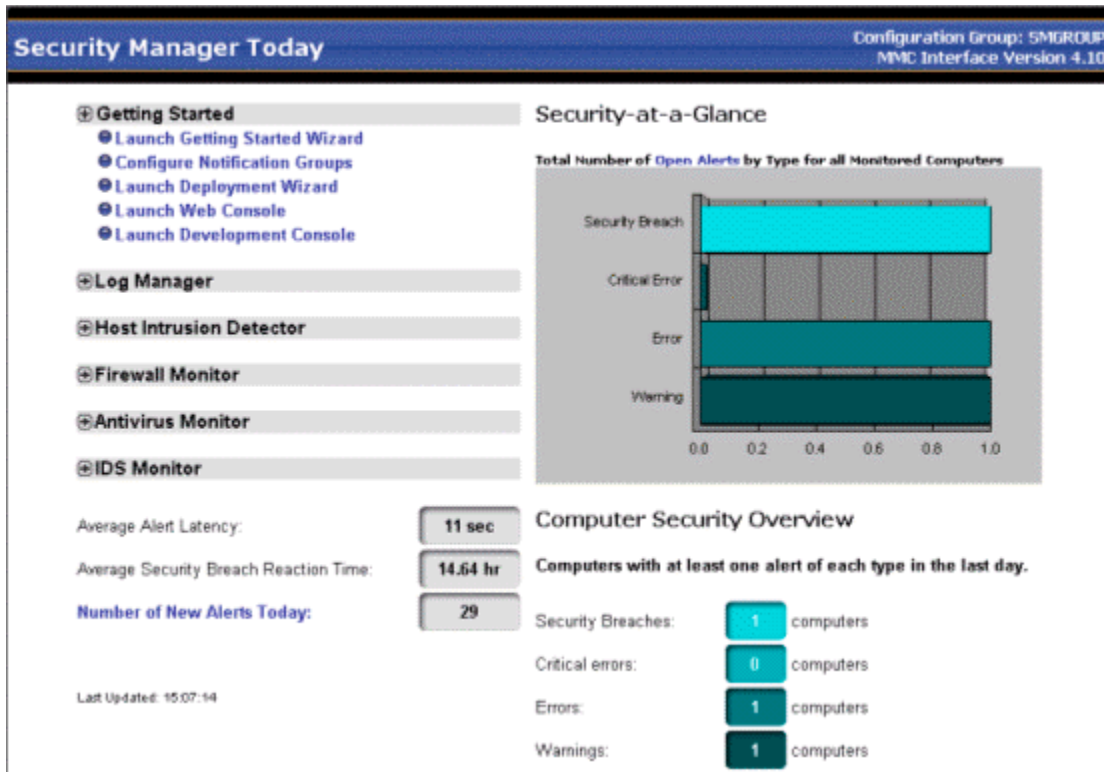 Security Manager Today
Configuration Group: SMGROUP
MMC Interface Version 4.10
Getting Started
Launch Getting Started Wizard
Configure Notification Groups
Launch Deployment Wizard
Launch Web Console
Launch Development Console
Log Manager
Host Intrusion Detector
Firewall Monitor
Antivirus Monitor
IDS Monitor
Average Alert Latency: 11 sec
Average Security Breach Reaction Time: 14.64 hr
Number of New Alerts Today: 29
Last Updated: 15:07:14
Security-at-a-Glance
Total Number of Open Alerts by Type for all Monitored Computers
Security Breach
Critical Error
Error
Warning
0.0 0.2 0.4 0.6 0.8 1.0
Computer Security Overview
Computers with at least one alert of each type in the last day.
Security Breaches: 1 computers
Critical errors: 0 computers
Errors: 1 computers
Warnings: 1 computers